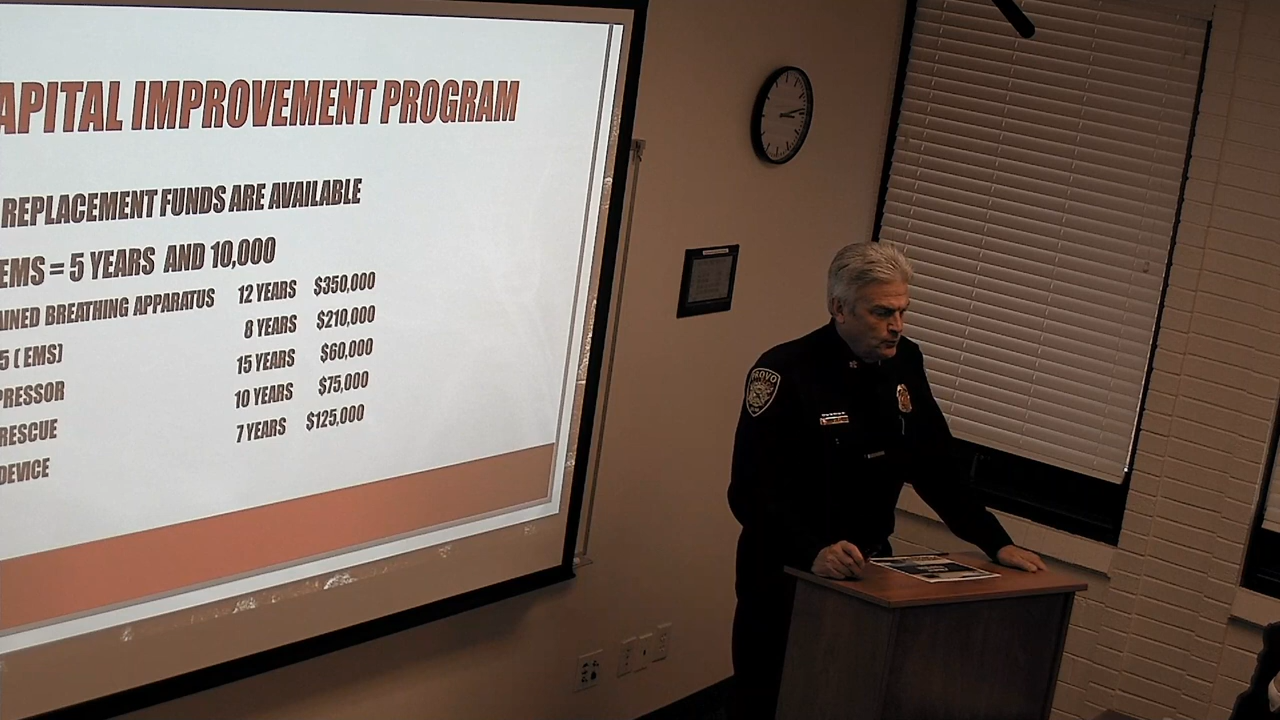 APITAL IMPROVEMENT PROGRAM
REPLACEMENT FUNDS ARE AVAILABLE
EMS = 5 YEARS AND 10,000
AINED BREATHING APPARATUS 12 YEARS $350,000
5 ( EMS) 8 YEARS $210,000
PRESSOR 15 YEARS $60,000
RESCUE 10 YEARS $75,000
DEVICE 7 YEARS $125,000
PROVO